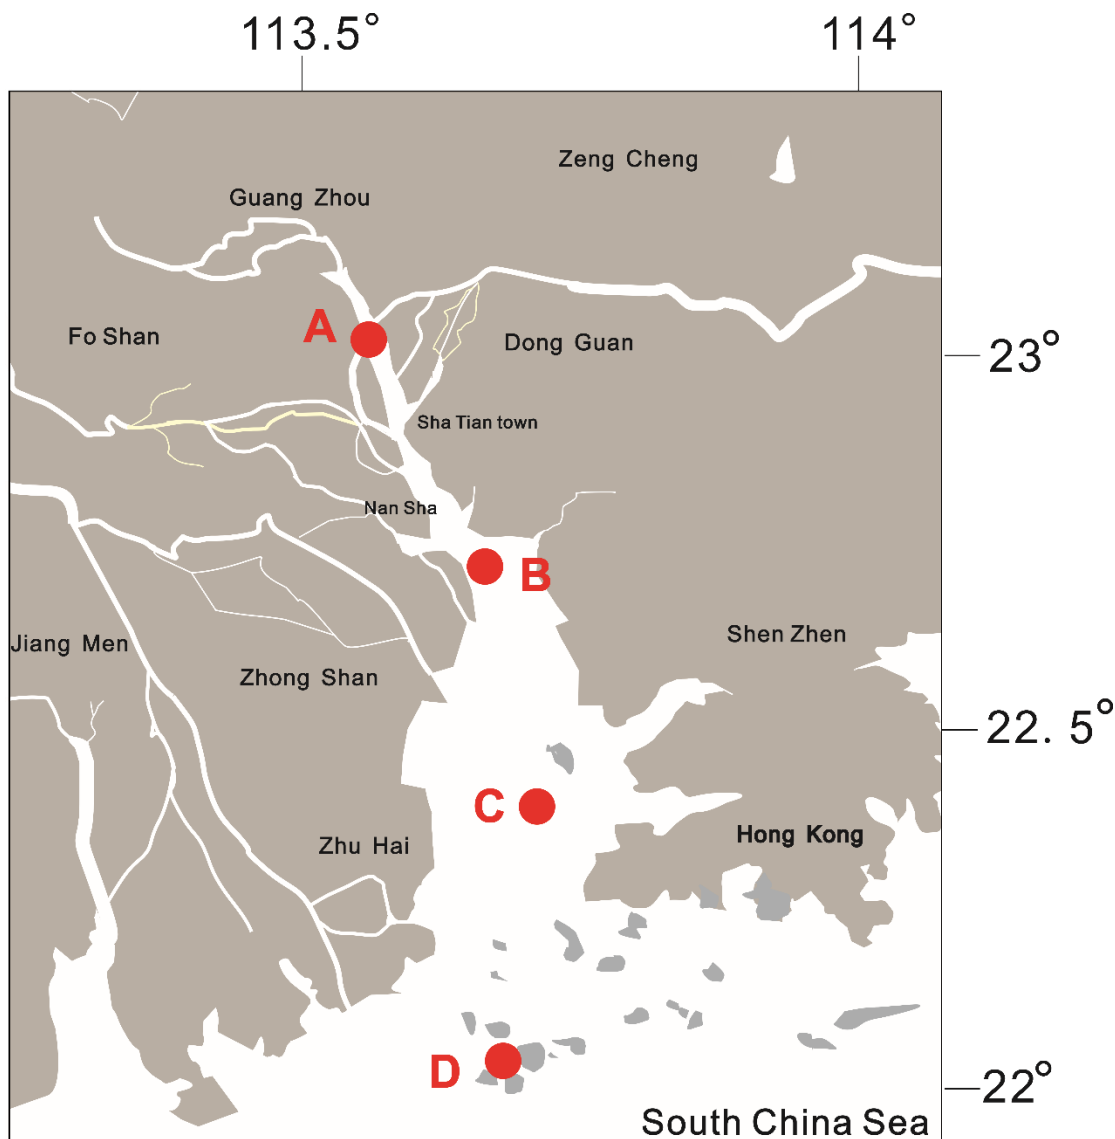 113.5°
114°
Zeng Cheng
Guang Zhou
A
Fo Shan
Dong Guan
23°
Sha Tian town
Nan Sha
B
Jiang Men
Shen Zhen
Zhong Shan
22. 5°
C
Hong Kong
Zhu Hai
D
22°
South China Sea